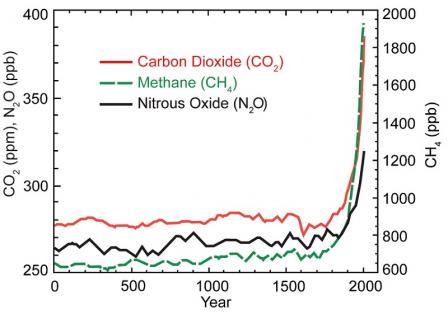 400
350
300
250
CO2 (ppm), N2O (ppb)
Carbon Dioxide (CO2)
Methane (CH4)
Nitrous Oxide (N2O)
2000
1800
1600
1400
1200
1000
800
600
CH4 (ppb)
0
500
1000
1500
2000
Year